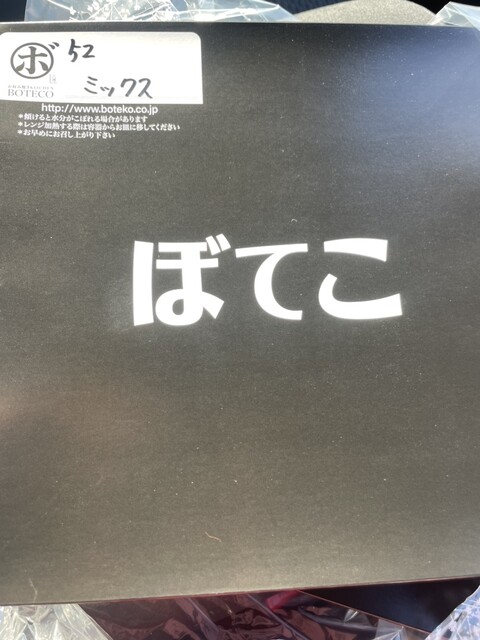 ボ 52
BOTECO
ミックス
http://www.boteko.co.jp
*傾けると水分がこぼれる場合があります
*レンジ加熱する際は容器からお皿に移してください
*お早めにお召し上がり下さい
ぼてこ